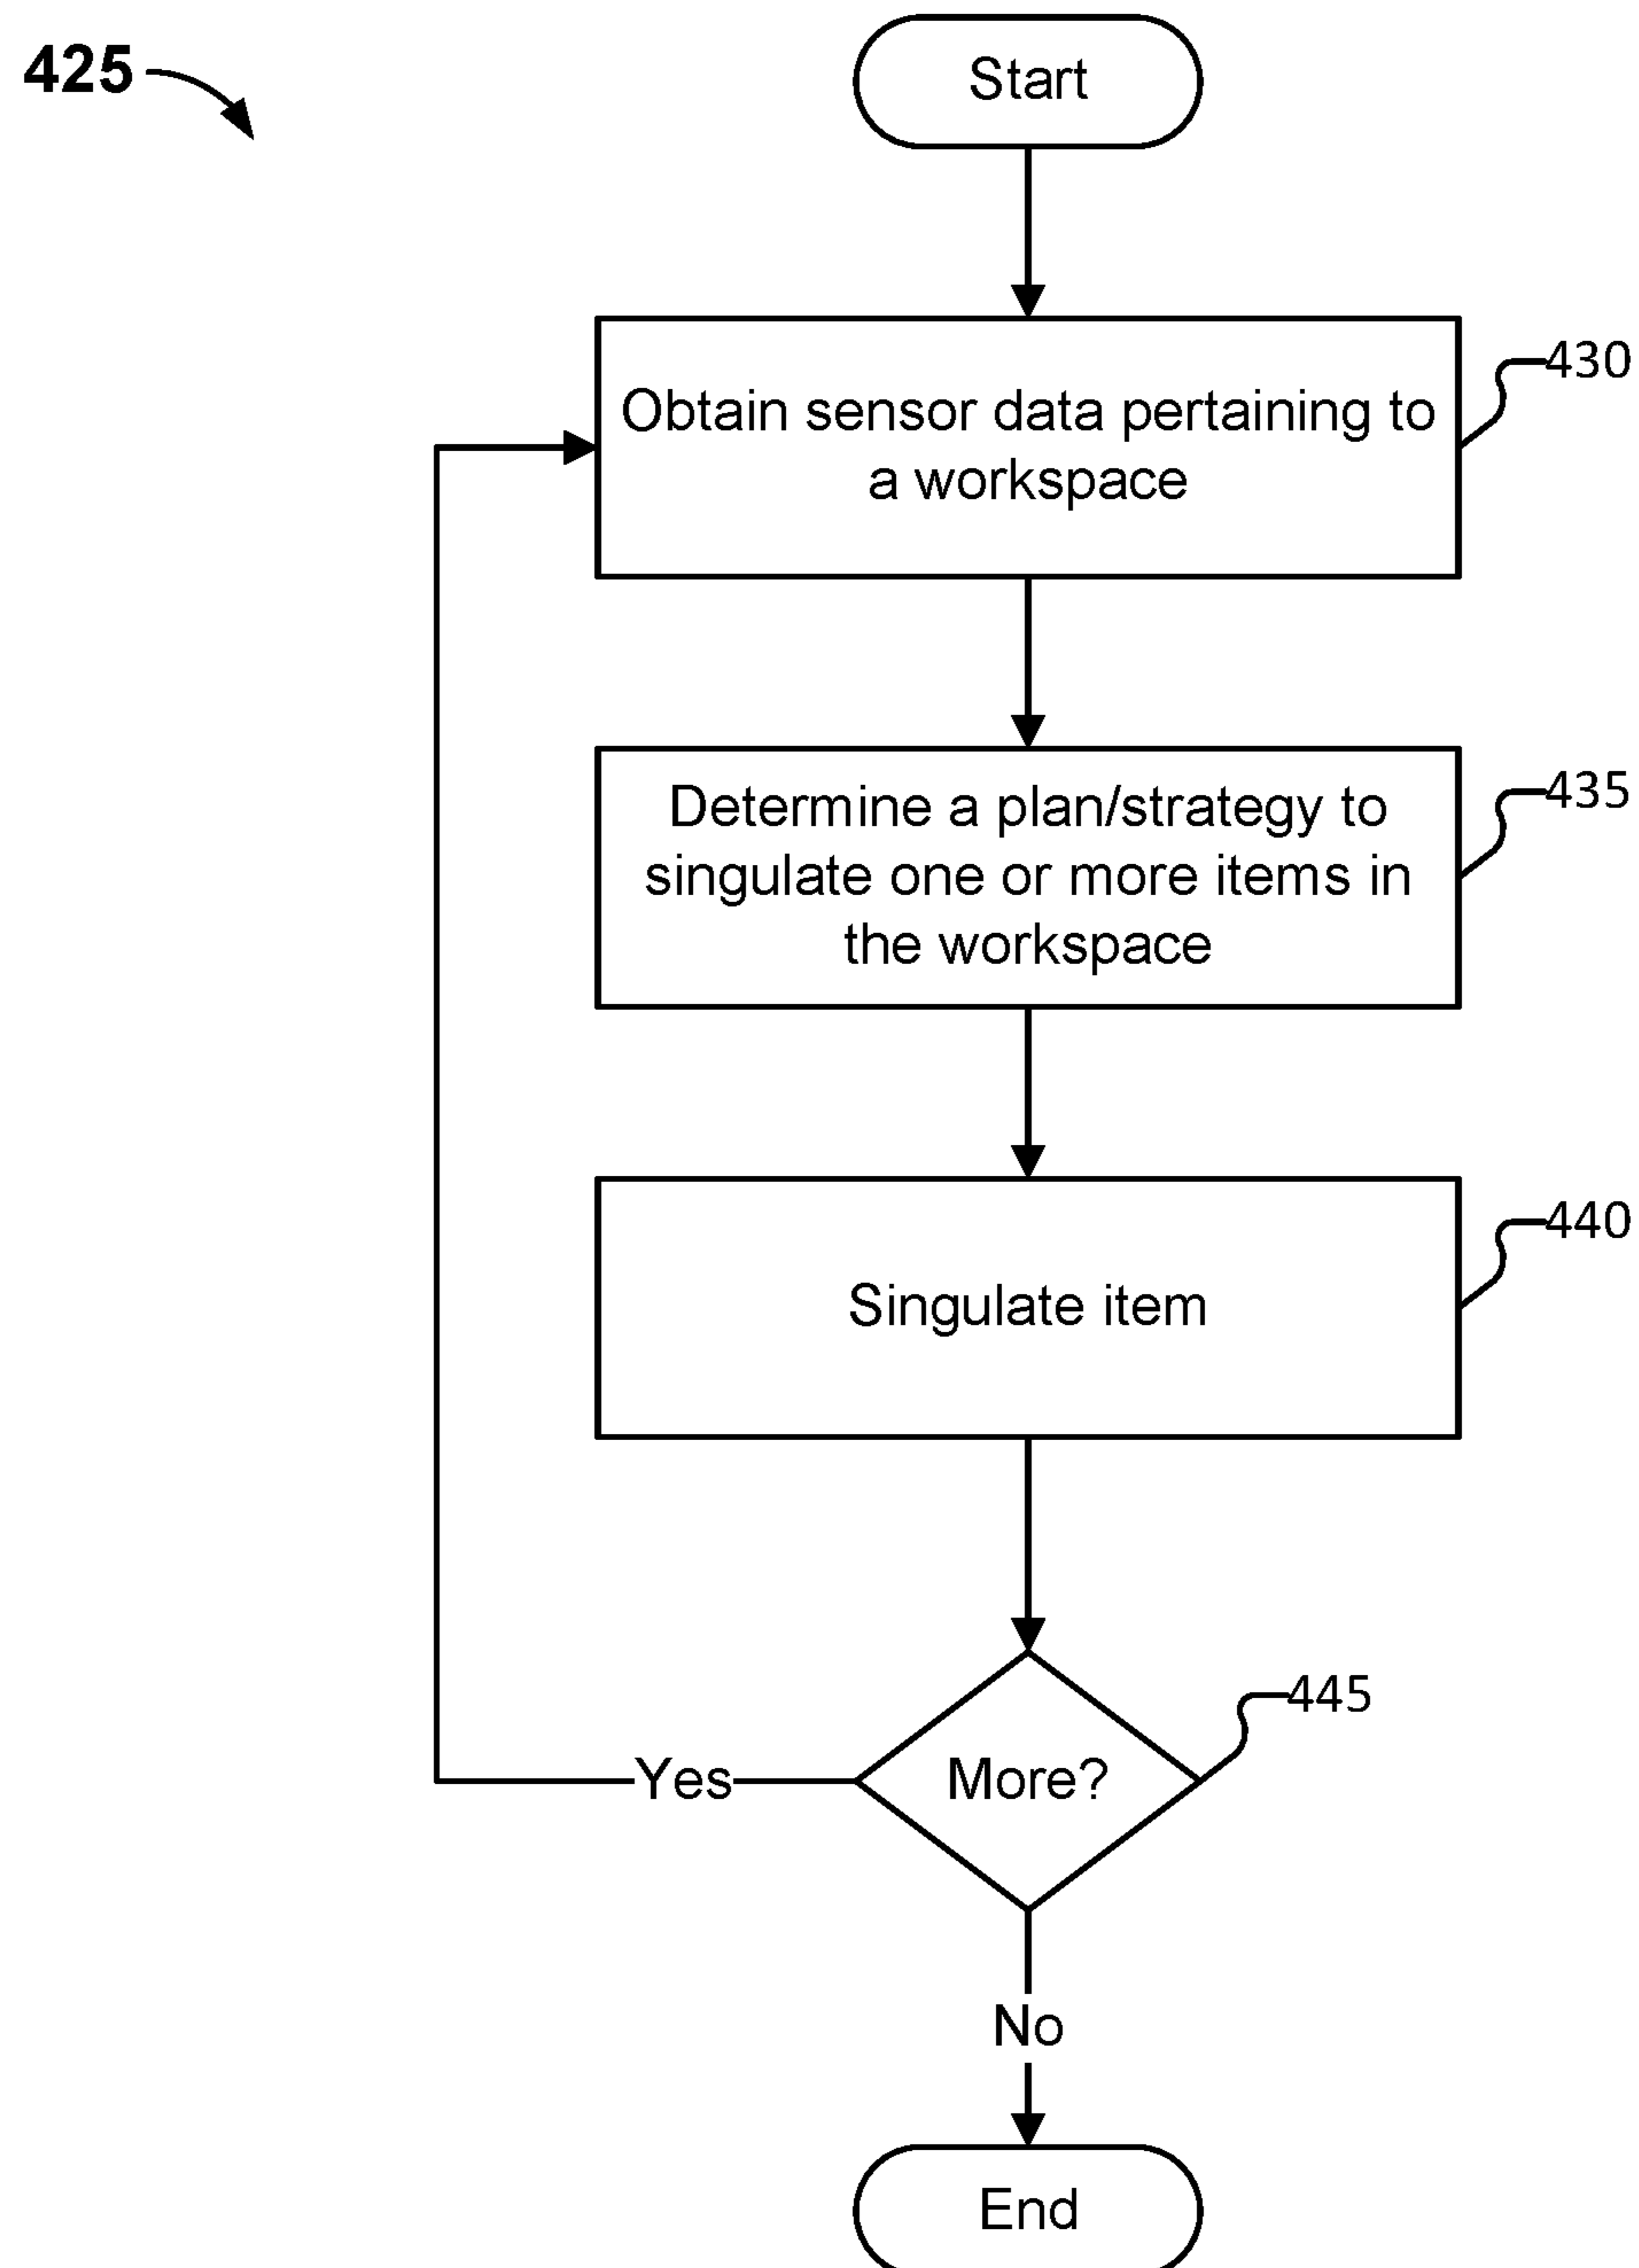 425
Start
Obtain sensor data pertaining to
a workspace
430
Determine a plan/strategy to
singulate one or more items in
the workspace
435
Singulate item
440
More?
445
Yes
No
End